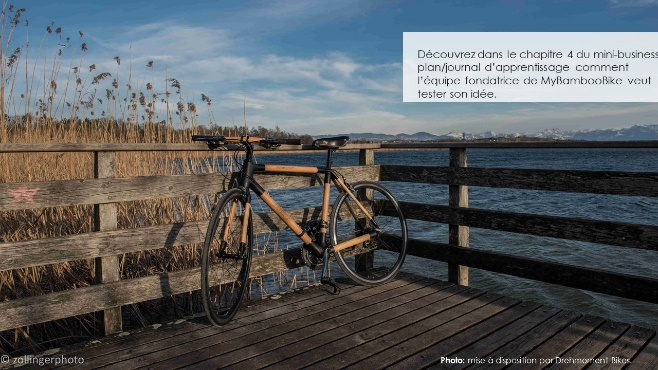 Découvrez dans le chapitre 4 du mini-business
plan/journal d'apprentissage comment
l'équipe fondatrice de MyBambooBike veut
tester son idée.
© zollingerphoto
Photo: mise à disposition par Drehmoment Bikes.